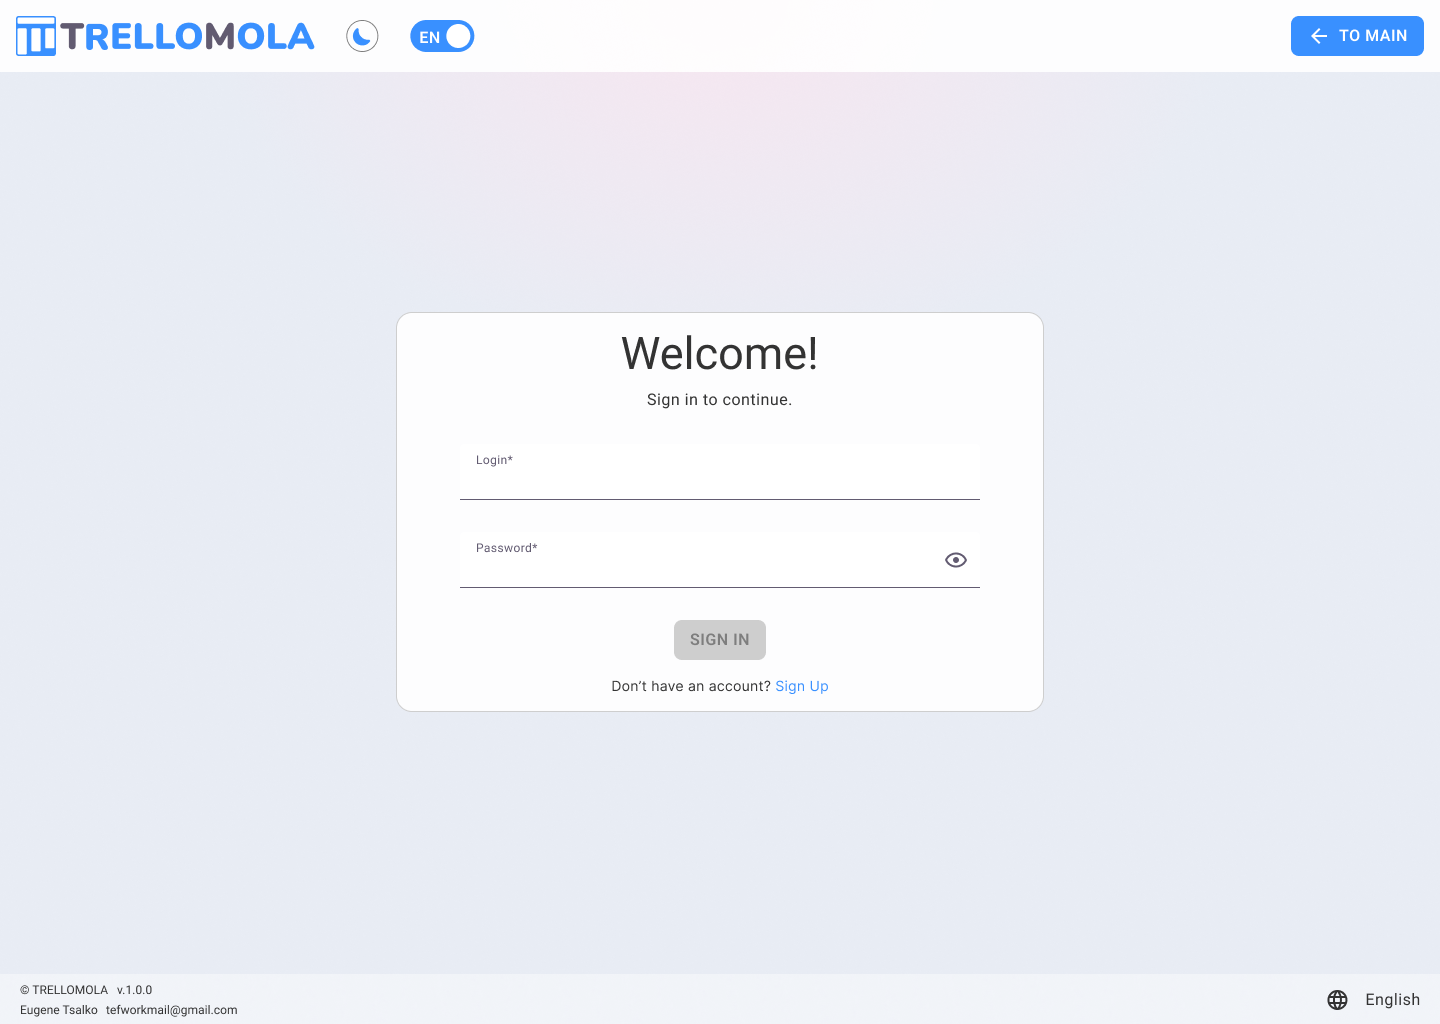 TRELLOMOLA
EN
TO MAIN
Welcome!
Sign in to continue.
Login*
Password*
SIGN IN
Don't have an account? Sign Up
© TRELLOMOLA v.1.0.0
Eugene Tsalko tefworkmail@gmail.com
English